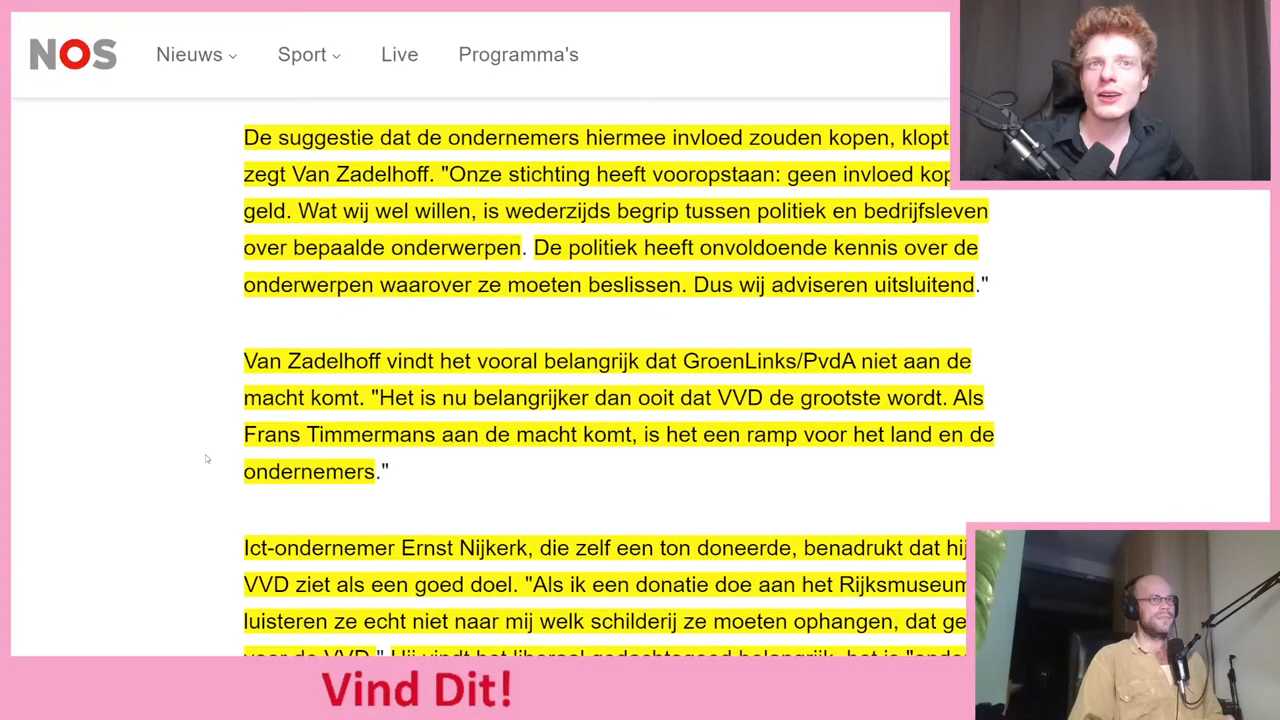 NOS
Nieuws Sport Live Programma's
De suggestie dat de ondernemers hiermee invloed zouden kopen, klopt
zegt Van Zadelhoff. "Onze stichting heeft vooropstaan: geen invloed
geld. Wat wij wel willen, is wederzijds begrip tussen politiek en bedrijfsleven
over bepaalde onderwerpen. De politiek heeft onvoldoende kennis over de
onderwerpen waarover ze moeten beslissen. Dus wij adviseren uitsluitend."
Van Zadelhoff vindt het vooral belangrijk dat GroenLinks/PvdA niet aan de
macht komt. "Het is nu belangrijker dan ooit dat VVD de grootste wordt. Als
Frans Timmermans aan de macht komt, is het een ramp voor het land en de
ondernemers."
Ict-ondernemer Ernst Nijkerk, die zelf een ton doneerde, benadrukt dat hij
VVD ziet als een goed doel. "Als ik een donatie doe aan het Rijksmuseum
luisteren ze echt niet naar mij welk schilderij ze moeten ophangen, dat
Vind Dit!